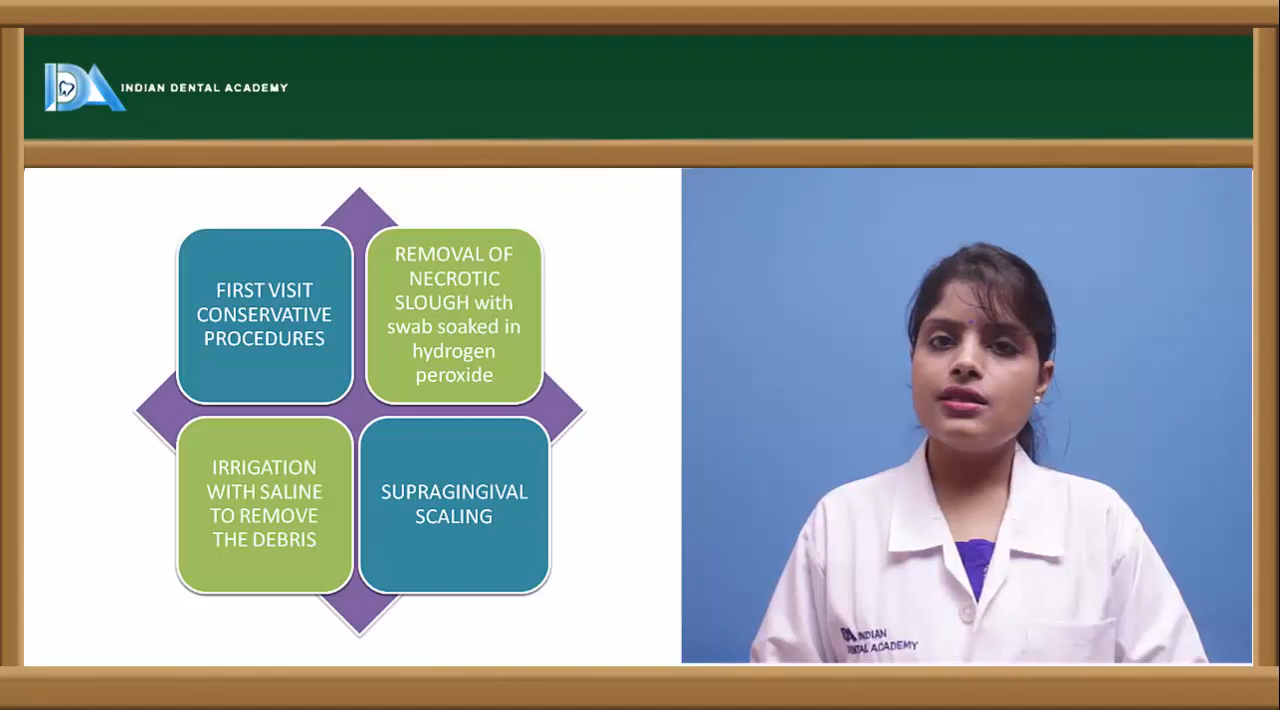 INDIAN DENTAL ACADEMY
FIRST VISIT
CONSERVATIVE
PROCEDURES
REMOVAL OF
NECROTIC
SLOUGH with
swab soaked in
hydrogen
peroxide
IRRIGATION
WITH SALINE
TO REMOVE
THE DEBRIS
SUPRAGINGIVAL
SCALING
INDIAN
DENTAL ACADEMY